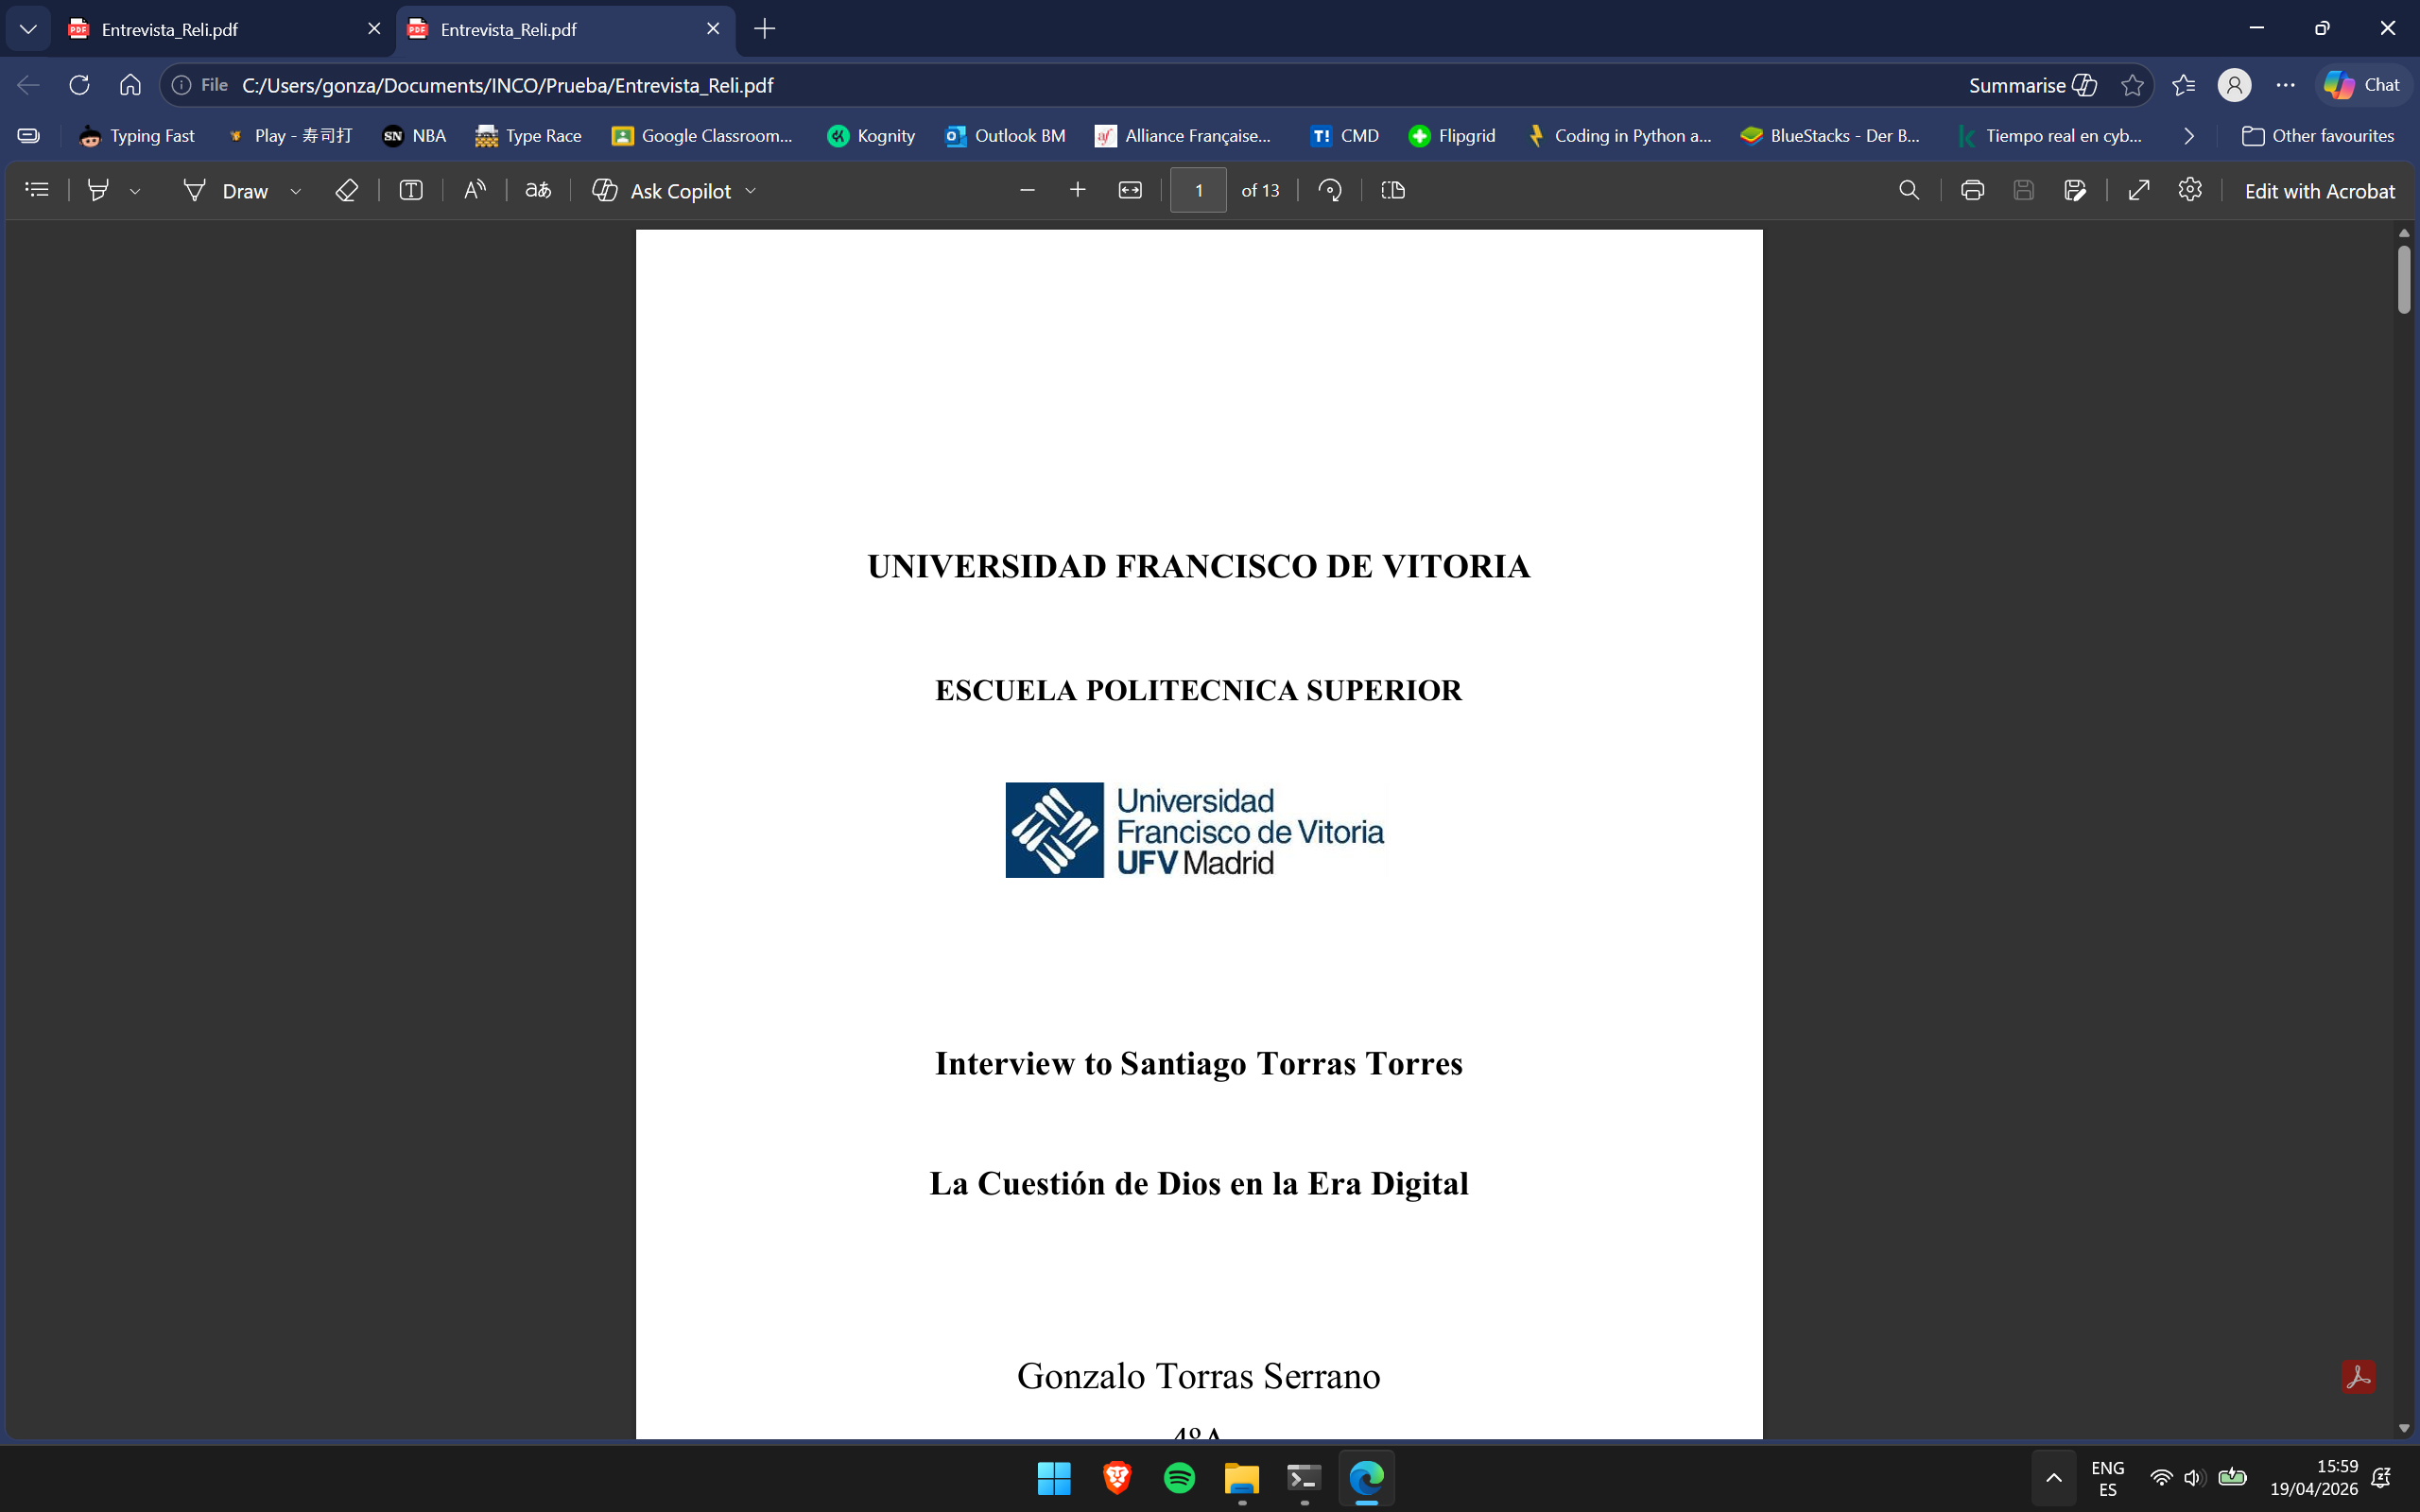 Entrevista_Reli.pdf
Entrevista_Reli.pdf
File C:/Users/gonza/Documents/INCO/Prueba/Entrevista_Reli.pdf Summarise Chat
Typing Fast Play - 寿司打 SN NBA Type Race Google Classroom... Kognity Outlook BM af Alliance Française... T! CMD Flipgrid Coding in Python a... BlueStacks - Der B... Tiempo real en cyb... Other favourites
Draw Ask Copilot 1 of 13 Edit with Acrobat
UNIVERSIDAD FRANCISCO DE VITORIA
ESCUELA POLITECNICA SUPERIOR
Universidad
Francisco de Vitoria
UFV Madrid
Interview to Santiago Torras Torres
La Cuestión de Dios en la Era Digital
Gonzalo Torras Serrano
4º A
ENG
ES
15:59
19/04/2026